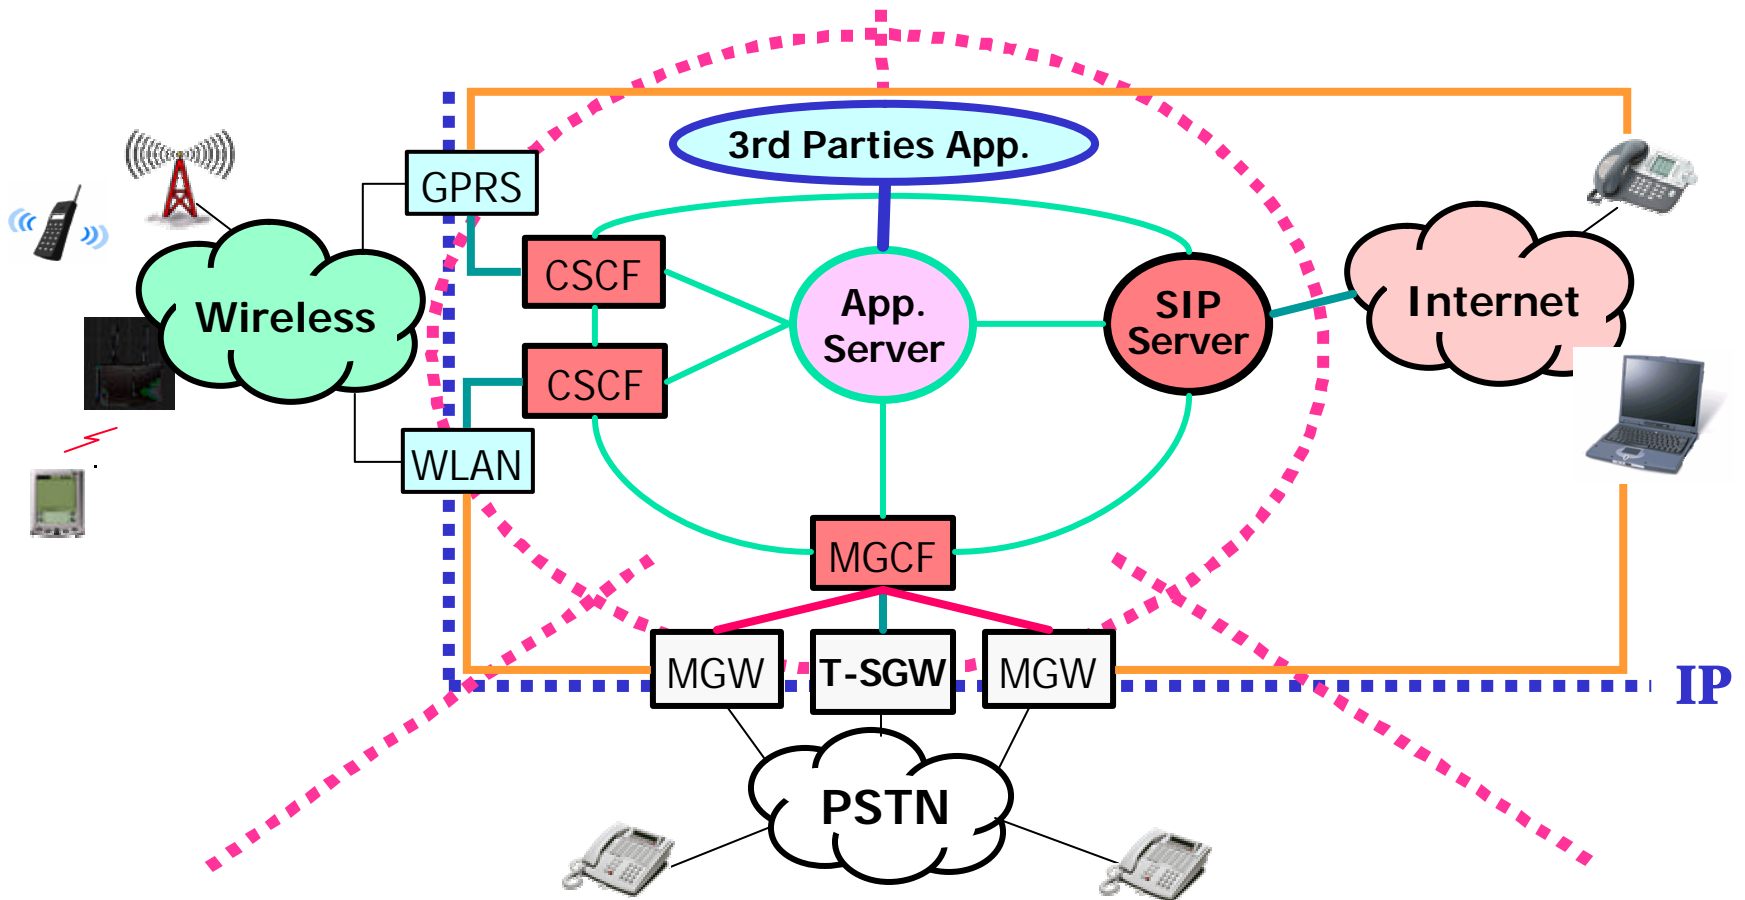 3rd Parties App.
GPRS
CSCF
Wireless
App.
Server
SIP
Server
Internet
CSCF
WLAN
MGCF
MGW
T-SGW
MGW
IP
PSTN